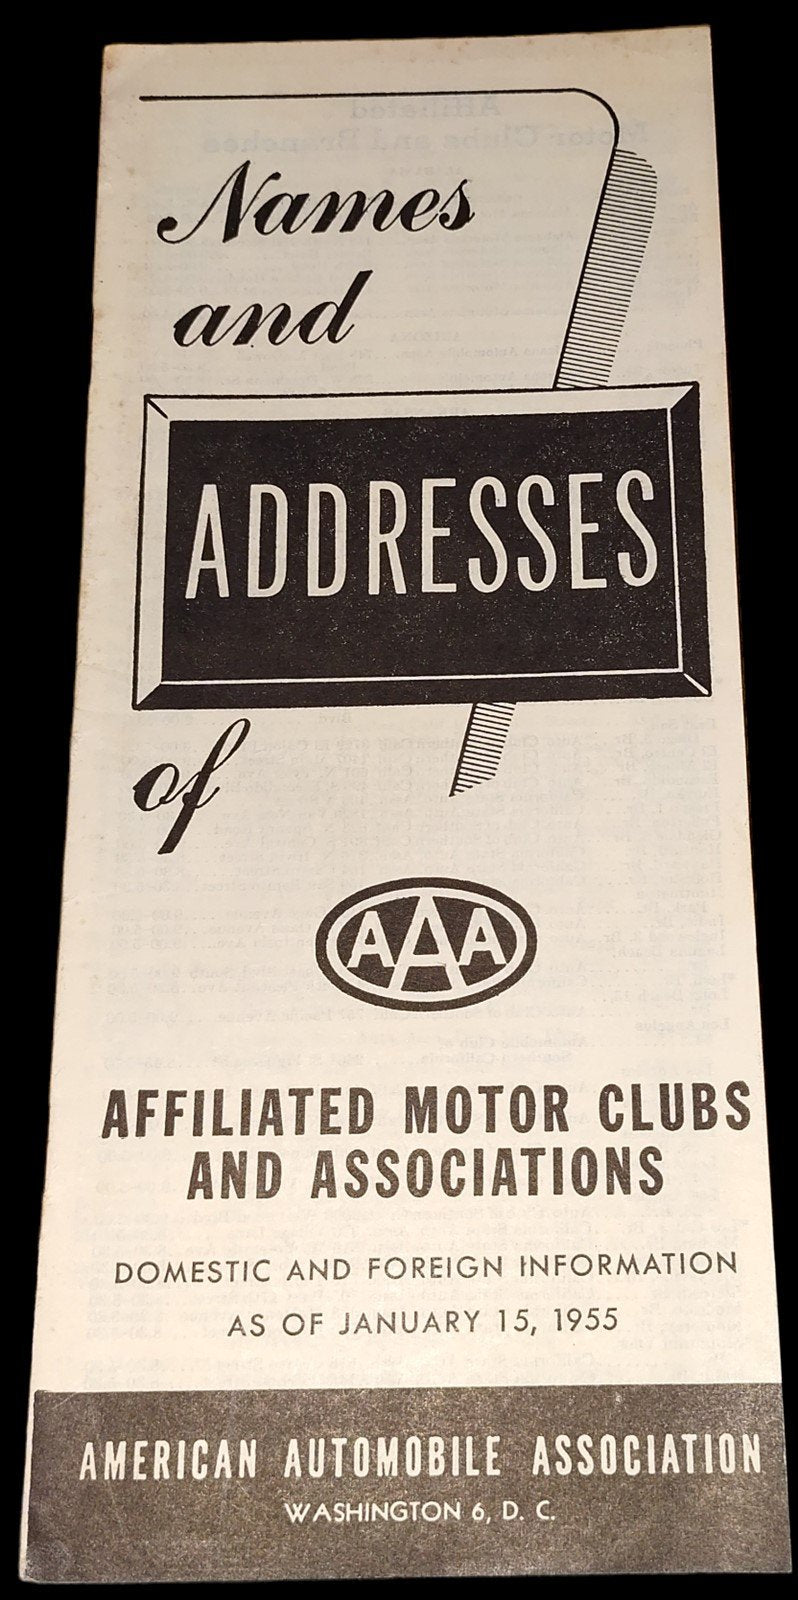 Names
and
ADDRESSES
of
AAA
AFFILIATED MOTOR CLUBS
AND ASSOCIATIONS
DOMESTIC AND FOREIGN INFORMATION
AS OF JANUARY 15, 1955
AMERICAN AUTOMOBILE ASSOCIATION
WASHINGTON 6, D. C.